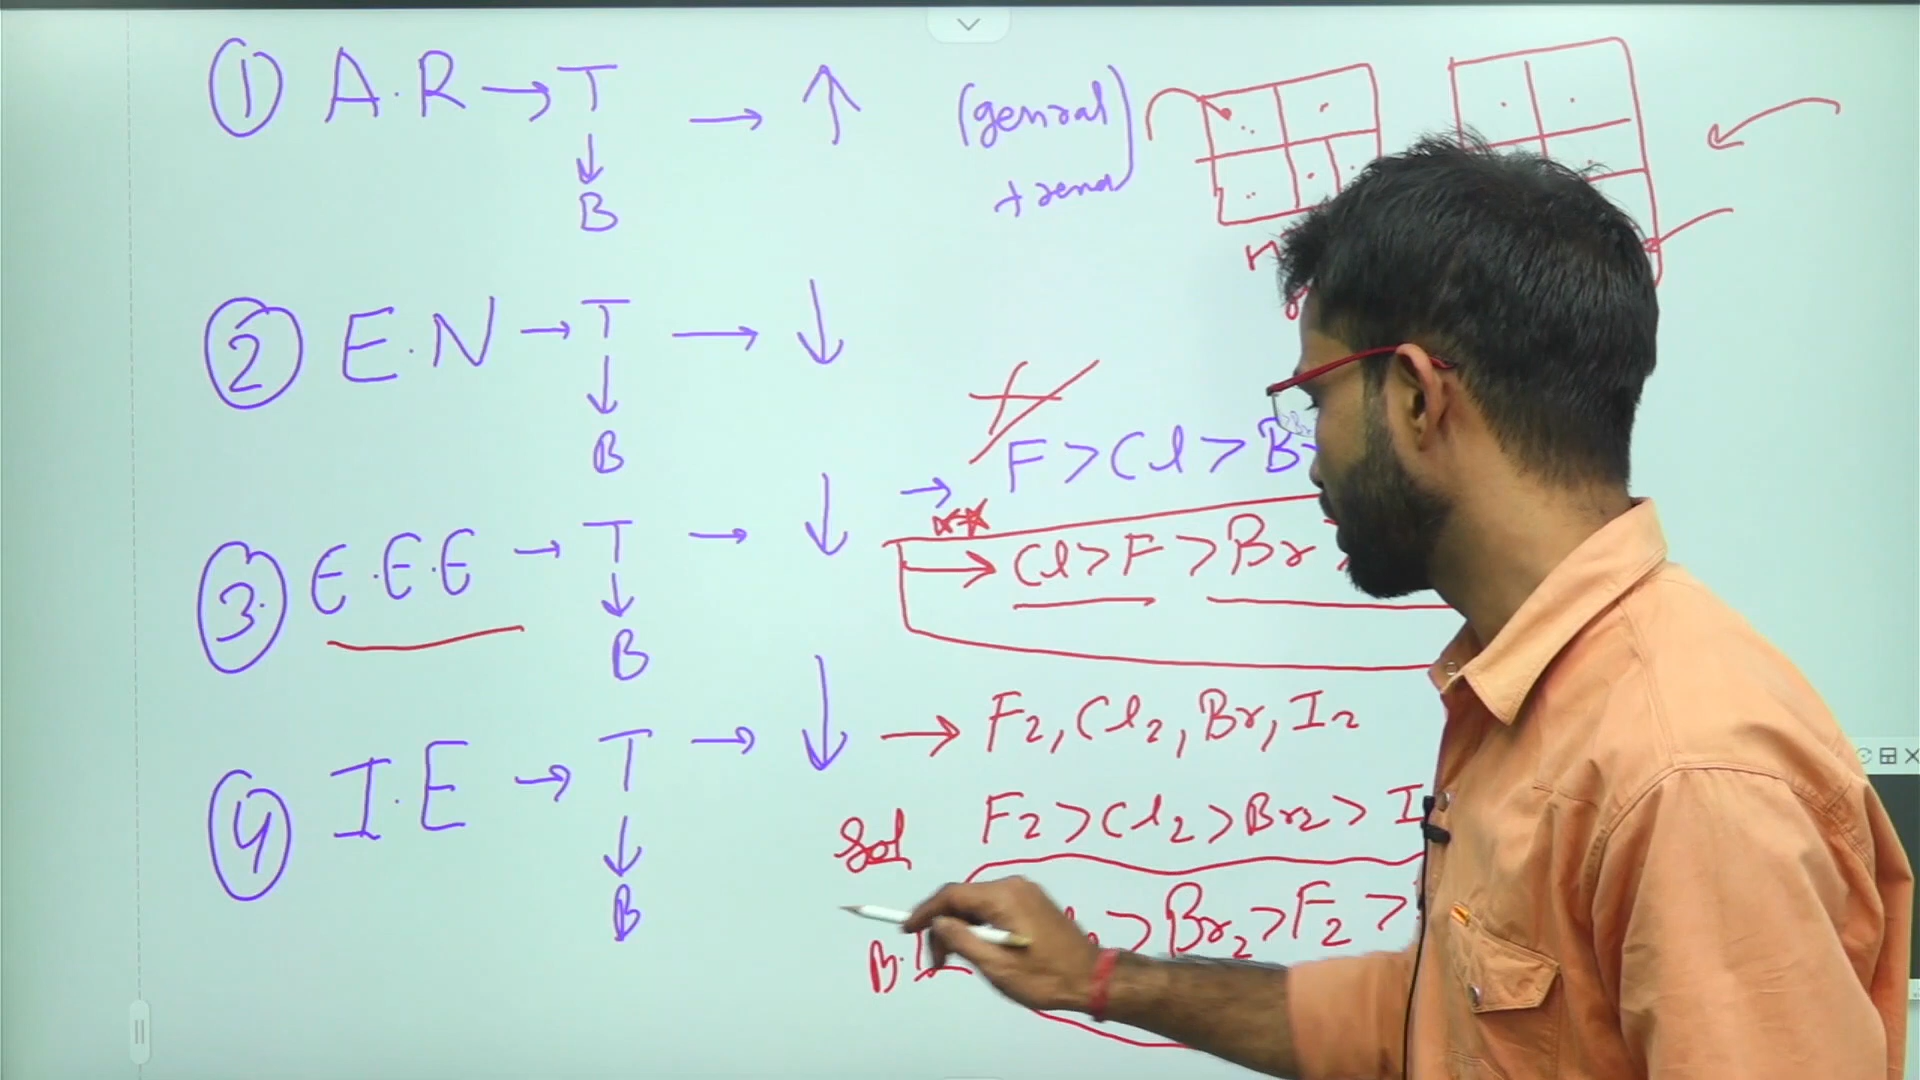 ① A.R → T → ↑ (genral
↓ trend)
B
② E.N → T → ↓
↓
B
F > Cl > Br
③ E.E.E → T → ↓ →
↓ → Cl > F > Br >
B
④ I.E → T → ↓ → F2, Cl2, Br, I2
↓
B
Sol F2 > Cl2 > Br2 > I
> Br2 > F2 >
B.